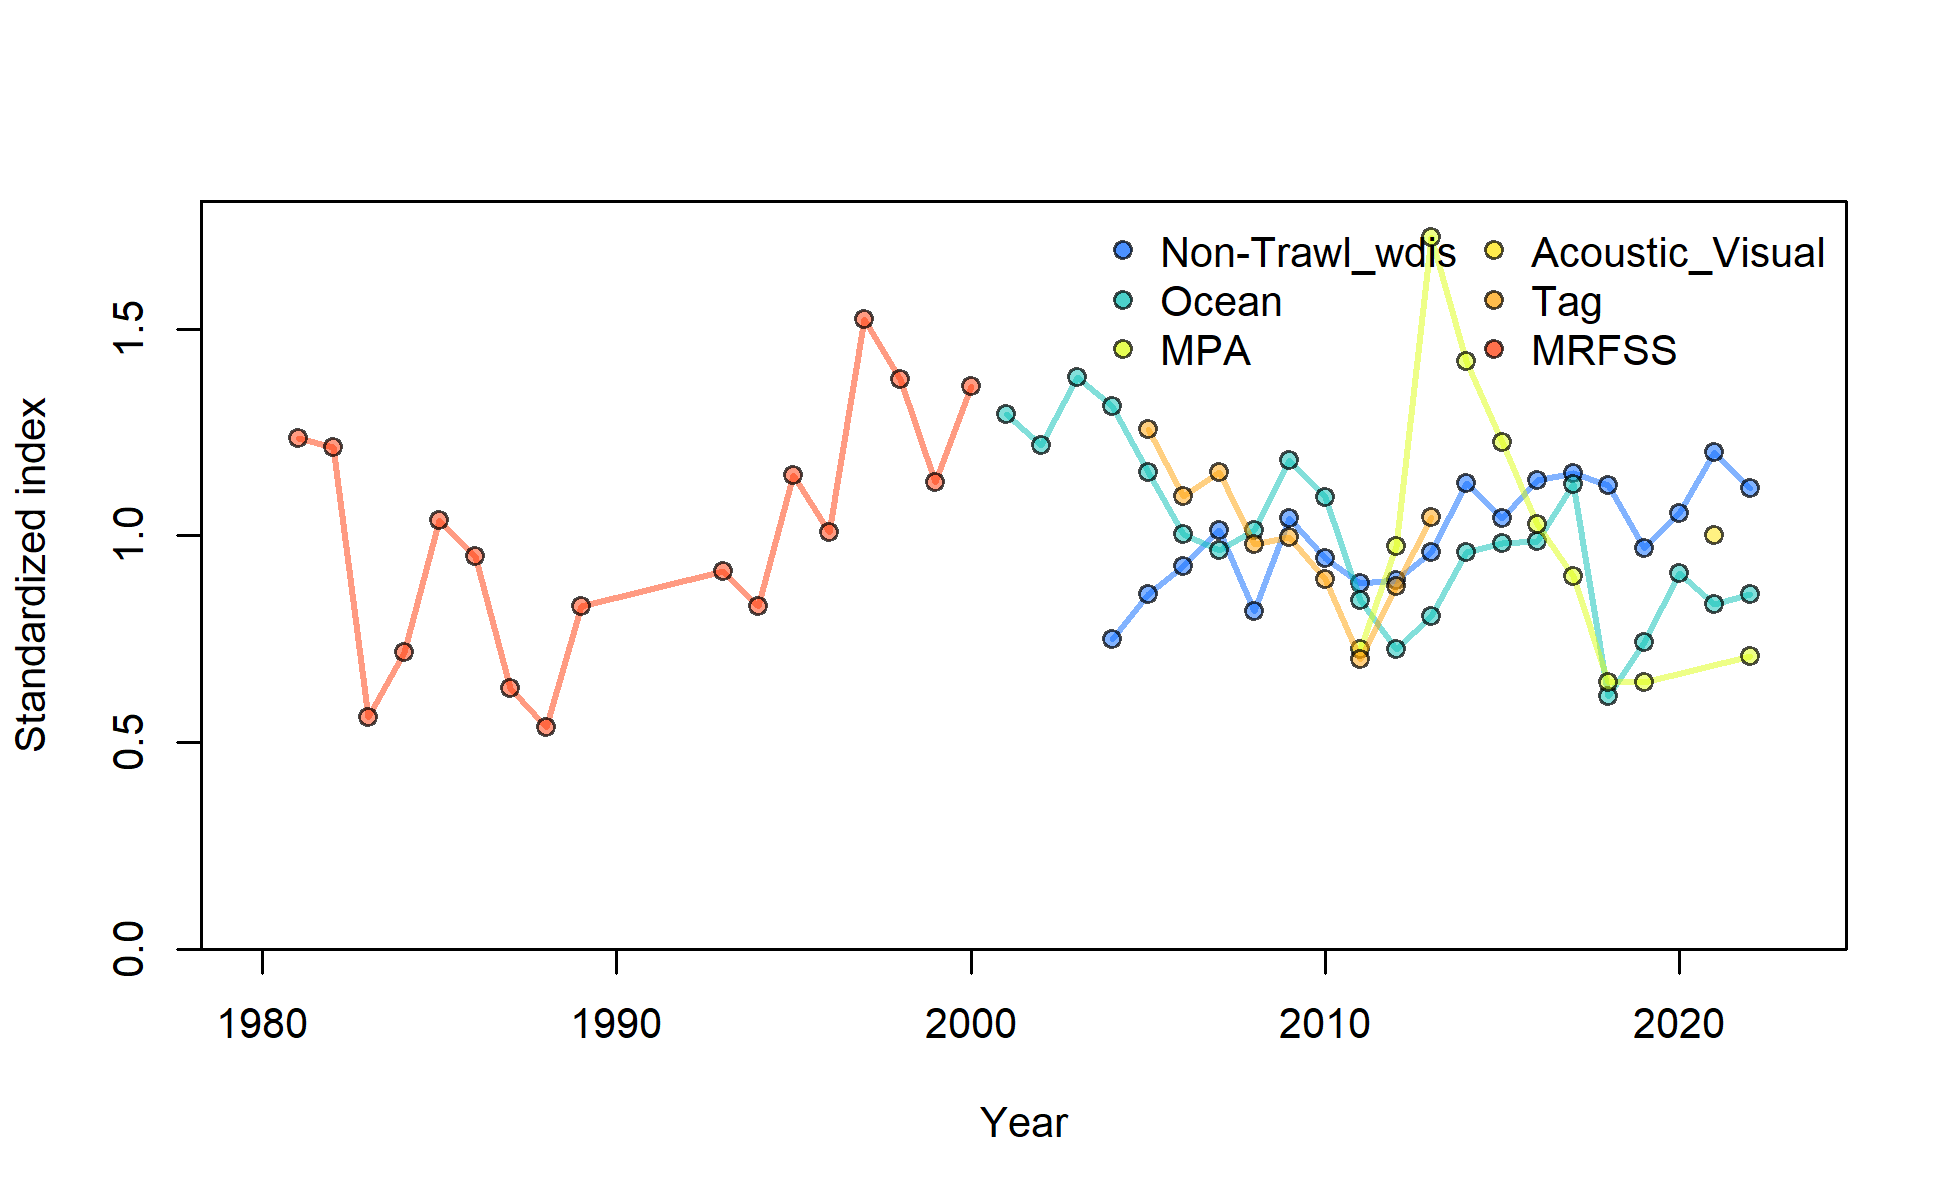 Non-Trawl_wdis Acoustic_Visual
Ocean Tag
MPA MRFSS
Standardized index
1.5
1.0
0.5
0.0
1980 1990 2000 2010 2020
Year